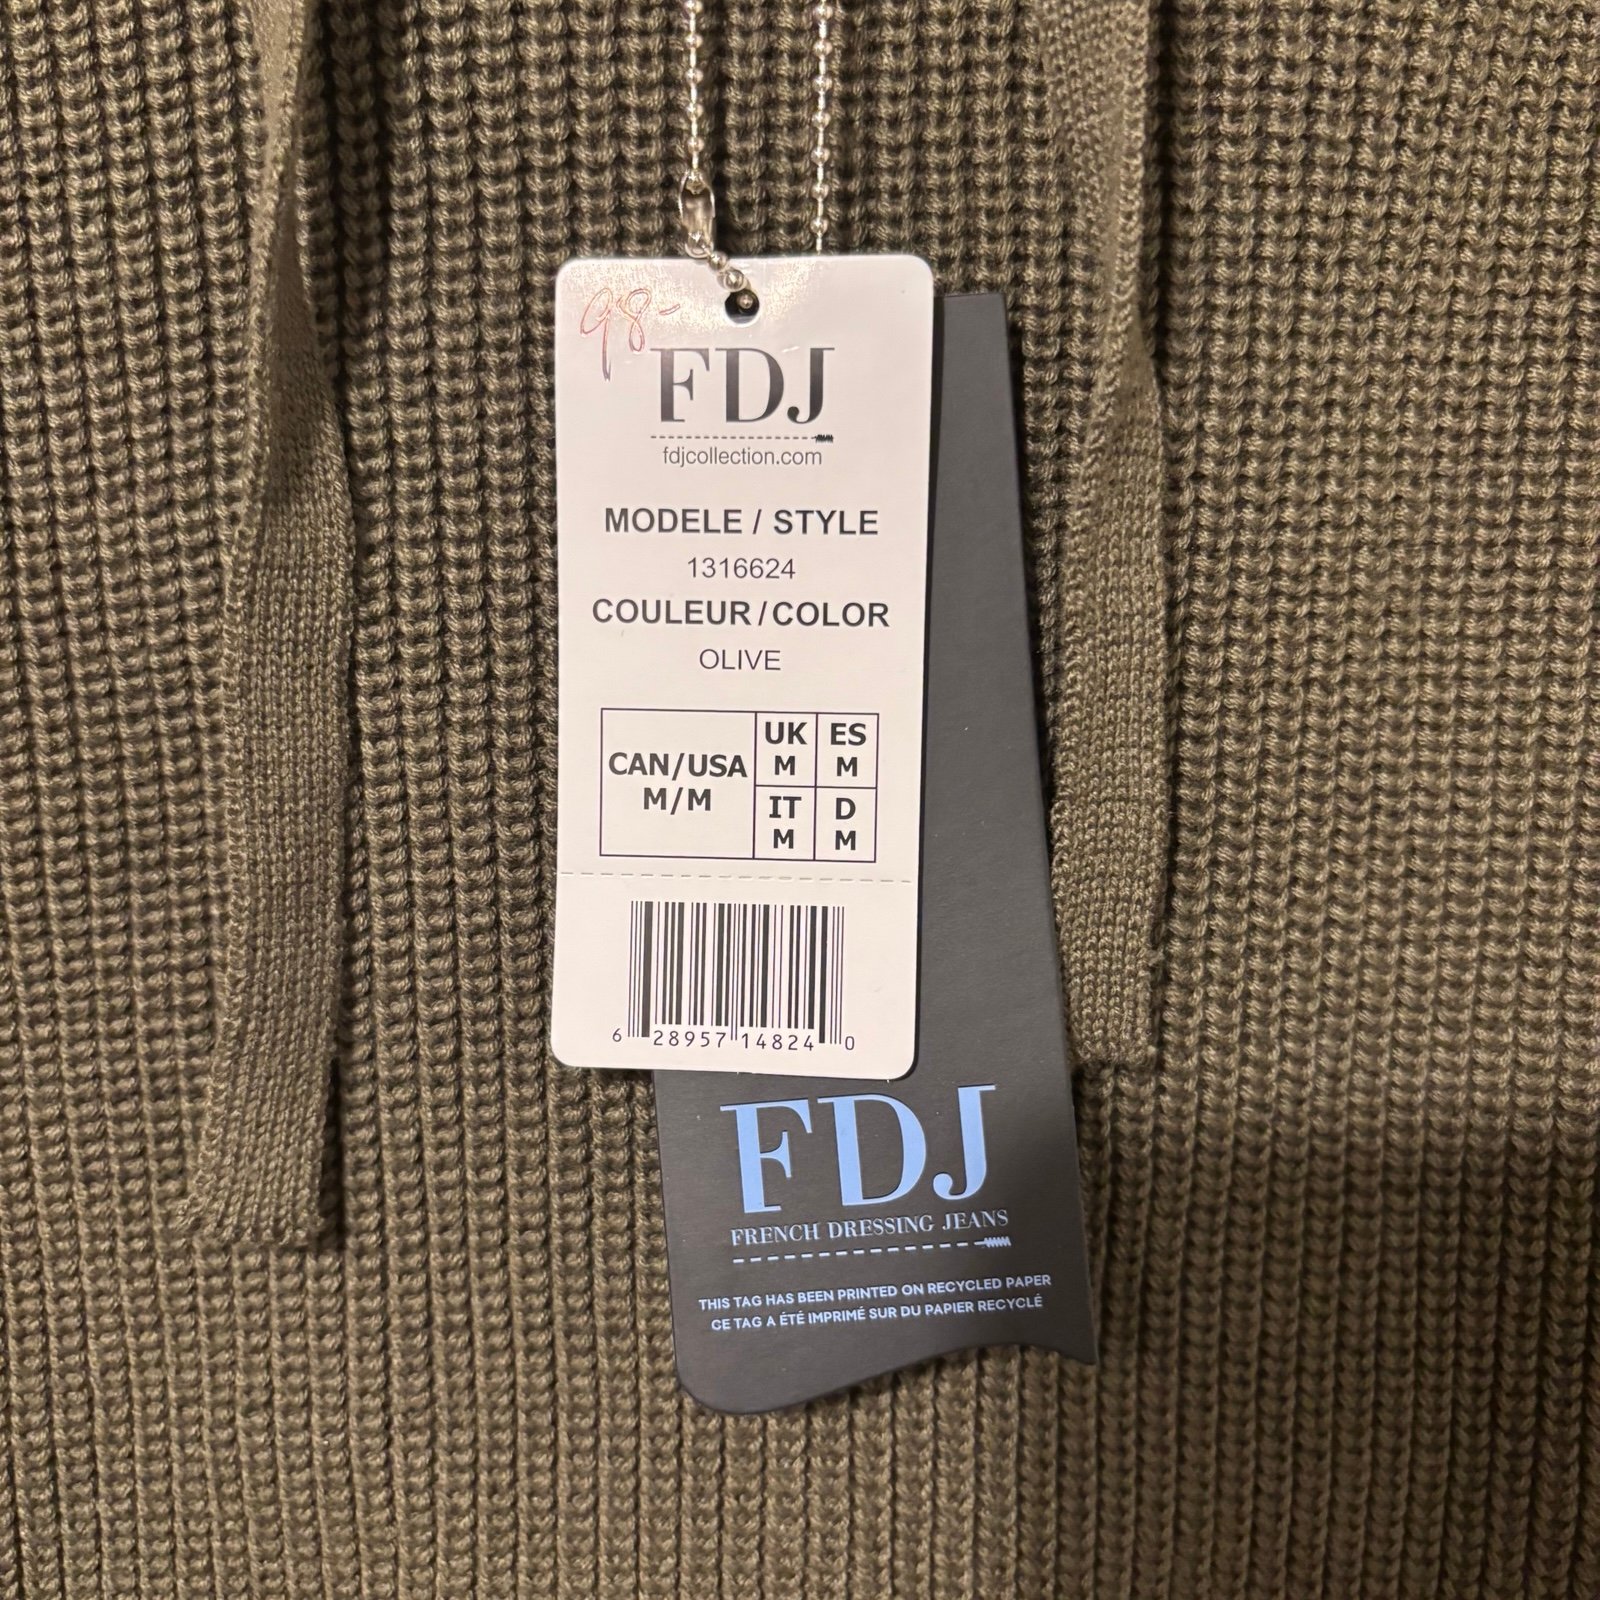 98-
FDJ
fdjcollection.com
MODELE / STYLE
1316624
COULEUR / COLOR
OLIVE
CAN/USA
M/M
UK
M
ES
M
IT
M
D
M
6 28957 14824 0
FDJ
FRENCH DRESSING JEANS
THIS TAG HAS BEEN PRINTED ON RECYCLED PAPER
CE TAG A ÉTÉ IMPRIMÉ SUR DU PAPIER RECYCLÉ